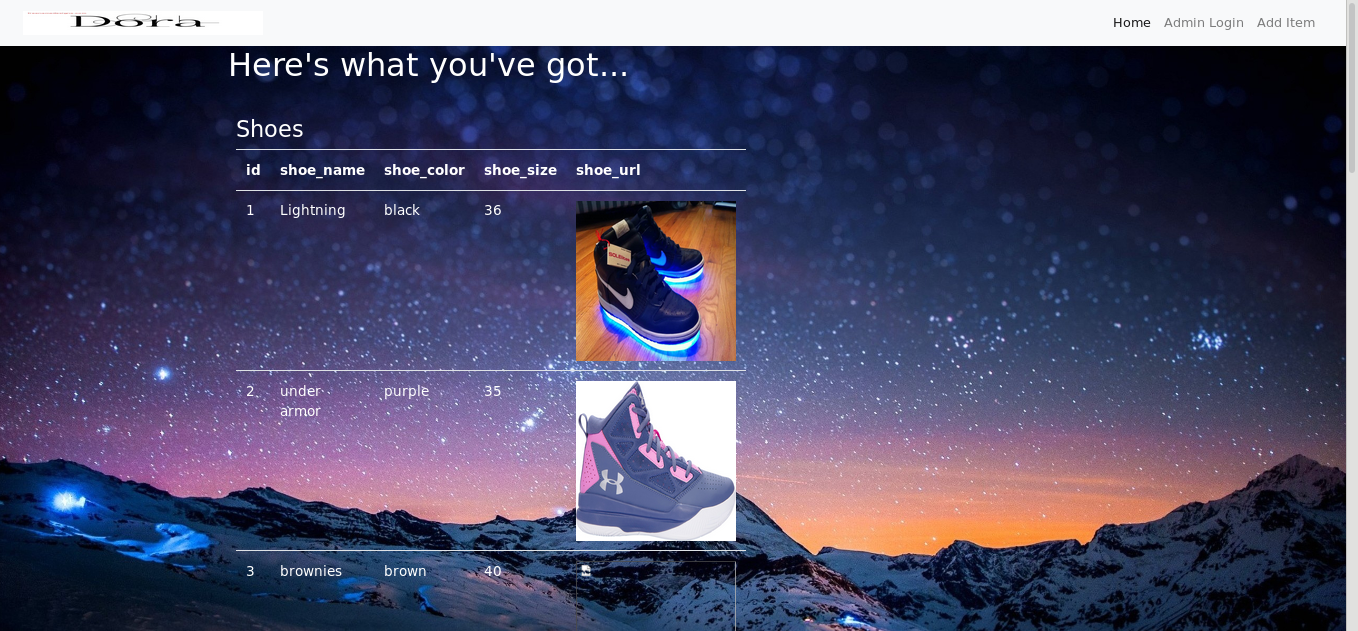 Dora
Home Admin Login Add Item
Here's what you've got...
Shoes
id shoe_name shoe_color shoe_size shoe_url
1 Lightning black 36
2 under armor purple 35
3 brownies brown 40